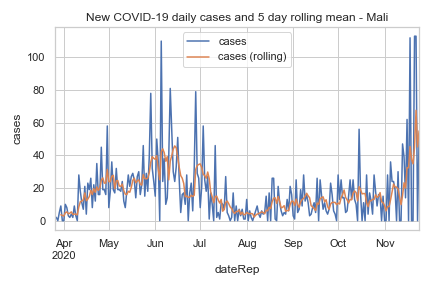 New COVID-19 daily cases and 5 day rolling mean - Mali
cases
cases (rolling)
cases
100
80
60
40
20
0
Apr May Jun Jul Aug Sep Oct Nov
2020
dateRep